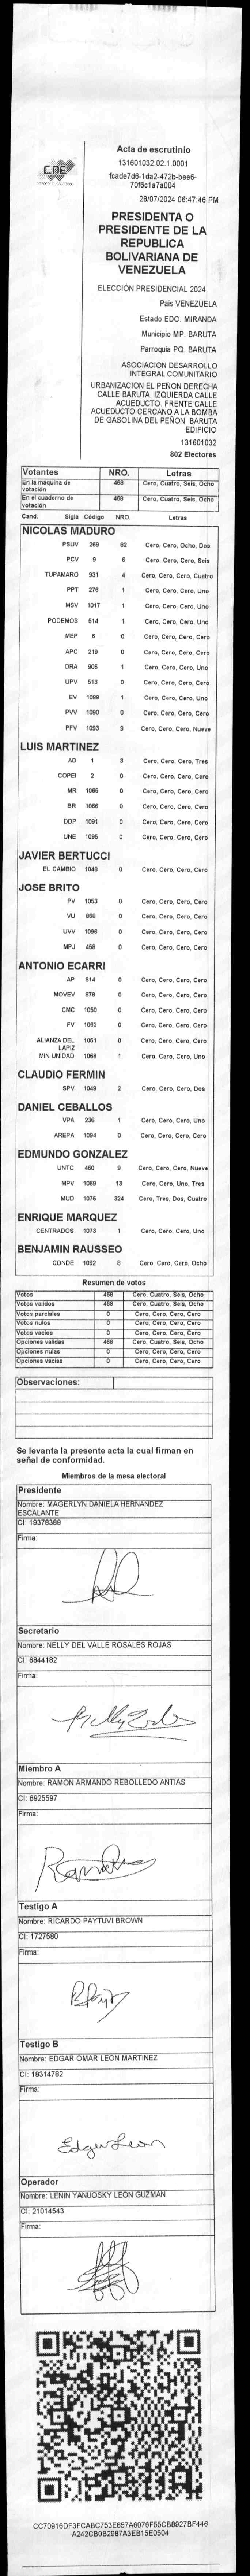 CNE
Acta de escrutinio
131601032.02.1.0001
fcade7d6-1da2-472b-bee6-
70f6c1a7a004
28/07/2024 06:47:46 PM
PRESIDENTA O
PRESIDENTE DE LA
REPUBLICA
BOLIVARIANA DE
VENEZUELA
ELECCIÓN PRESIDENCIAL 2024
Pais VENEZUELA
Estado EDO. MIRANDA
Municipio MP. BARUTA
Parroquia PQ. BARUTA
ASOCIACION DESARROLLO
INTEGRAL COMUNITARIO
URBANIZACION EL PEÑON DERECHA
CALLE BARUTA. IZQUIERDA CALLE
ACUEDUCTO. FRENTE CALLE
ACUEDUCTO CERCANO A LA BOMBA
DE GASOLINA DEL PEÑON BARUTA
EDIFICIO
131601032
802 Electores
Votantes NRO. Letras
En la máquina de votación 468 Cero, Cuatro, Seis, Ocho
En el cuaderno de votación 468 Cero, Cuatro, Seis, Ocho
Cand. Sigla Código NRO. Letras
NICOLAS MADURO
PSUV 269 82 Cero, Cero, Ocho, Dos
PCV 9 6 Cero, Cero, Cero, Seis
TUPAMARO 931 4 Cero, Cero, Cero, Cuatro
PPT 276 1 Cero, Cero, Cero, Uno
MSV 1017 1 Cero, Cero, Cero, Uno
PODEMOS 514 1 Cero, Cero, Cero, Uno
MEP 6 0 Cero, Cero, Cero, Cero
APC 219 0 Cero, Cero, Cero, Cero
ORA 906 1 Cero, Cero, Cero, Uno
UPV 513 0 Cero, Cero, Cero, Cero
EV 1089 1 Cero, Cero, Cero, Uno
PVV 1090 0 Cero, Cero, Cero, Cero
PFV 1093 9 Cero, Cero, Cero, Nueve
LUIS MARTINEZ
AD 1 3 Cero, Cero, Cero, Tres
COPEI 2 0 Cero, Cero, Cero, Cero
MR 1065 0 Cero, Cero, Cero, Cero
BR 1066 0 Cero, Cero, Cero, Cero
DDP 1091 0 Cero, Cero, Cero, Cero
UNE 1095 0 Cero, Cero, Cero, Cero
JAVIER BERTUCCI
EL CAMBIO 1048 0 Cero, Cero, Cero, Cero
JOSE BRITO
PV 1053 0 Cero, Cero, Cero, Cero
VU 968 0 Cero, Cero, Cero, Cero
UVV 1096 0 Cero, Cero, Cero, Cero
MPJ 458 0 Cero, Cero, Cero, Cero
ANTONIO ECARRI
AP 814 0 Cero, Cero, Cero, Cero
MOVEV 878 0 Cero, Cero, Cero, Cero
CMC 1050 0 Cero, Cero, Cero, Cero
FV 1062 0 Cero, Cero, Cero, Cero
ALIANZA DEL LAPIZ 1051 0 Cero, Cero, Cero, Cero
MIN UNIDAD 1068 1 Cero, Cero, Cero, Uno
CLAUDIO FERMIN
SPV 1049 2 Cero, Cero, Cero, Dos
DANIEL CEBALLOS
VPA 236 1 Cero, Cero, Cero, Uno
AREPA 1094 0 Cero, Cero, Cero, Cero
EDMUNDO GONZALEZ
UNTC 460 9 Cero, Cero, Cero, Nueve
MPV 1069 13 Cero, Cero, Uno, Tres
MUD 1076 324 Cero, Tres, Dos, Cuatro
ENRIQUE MARQUEZ
CENTRADOS 1073 1 Cero, Cero, Cero, Uno
BENJAMIN RAUSSEO
CONDE 1092 8 Cero, Cero, Cero, Ocho
Resumen de votos
Votos 468 Cero, Cuatro, Seis, Ocho
Votos validos 468 Cero, Cuatro, Seis, Ocho
Votos parciales 0 Cero, Cero, Cero, Cero
Votos nulos 0 Cero, Cero, Cero, Cero
Votos vacios 0 Cero, Cero, Cero, Cero
Opciones validas 468 Cero, Cuatro, Seis, Ocho
Opciones nulas 0 Cero, Cero, Cero, Cero
Opciones vacias 0 Cero, Cero, Cero, Cero
Observaciones:
Se levanta la presente acta la cual firman en
señal de conformidad.
Miembros de la mesa electoral
Presidente
Nombre: MAGERLYN DANIELA HERNANDEZ
ESCALANTE
CI: 19378389
Firma:
Secretario
Nombre: NELLY DEL VALLE ROSALES ROJAS
CI: 6844182
Firma:
Miembro A
Nombre: RAMON ARMANDO REBOLLEDO ANTIAS
CI: 6925597
Firma:
Testigo A
Nombre: RICARDO PAYTUVI BROWN
CI: 1727580
Firma:
Testigo B
Nombre: EDGAR OMAR LEON MARTINEZ
CI: 18314782
Firma:
Edgar Leon
Operador
Nombre: LENIN YANUOSKY LEON GUZMAN
CI: 21014543
Firma:
CC70916DF3FCABC753E857A6076F55CB8927BF446
A242CB0B2987A3EB15E0504